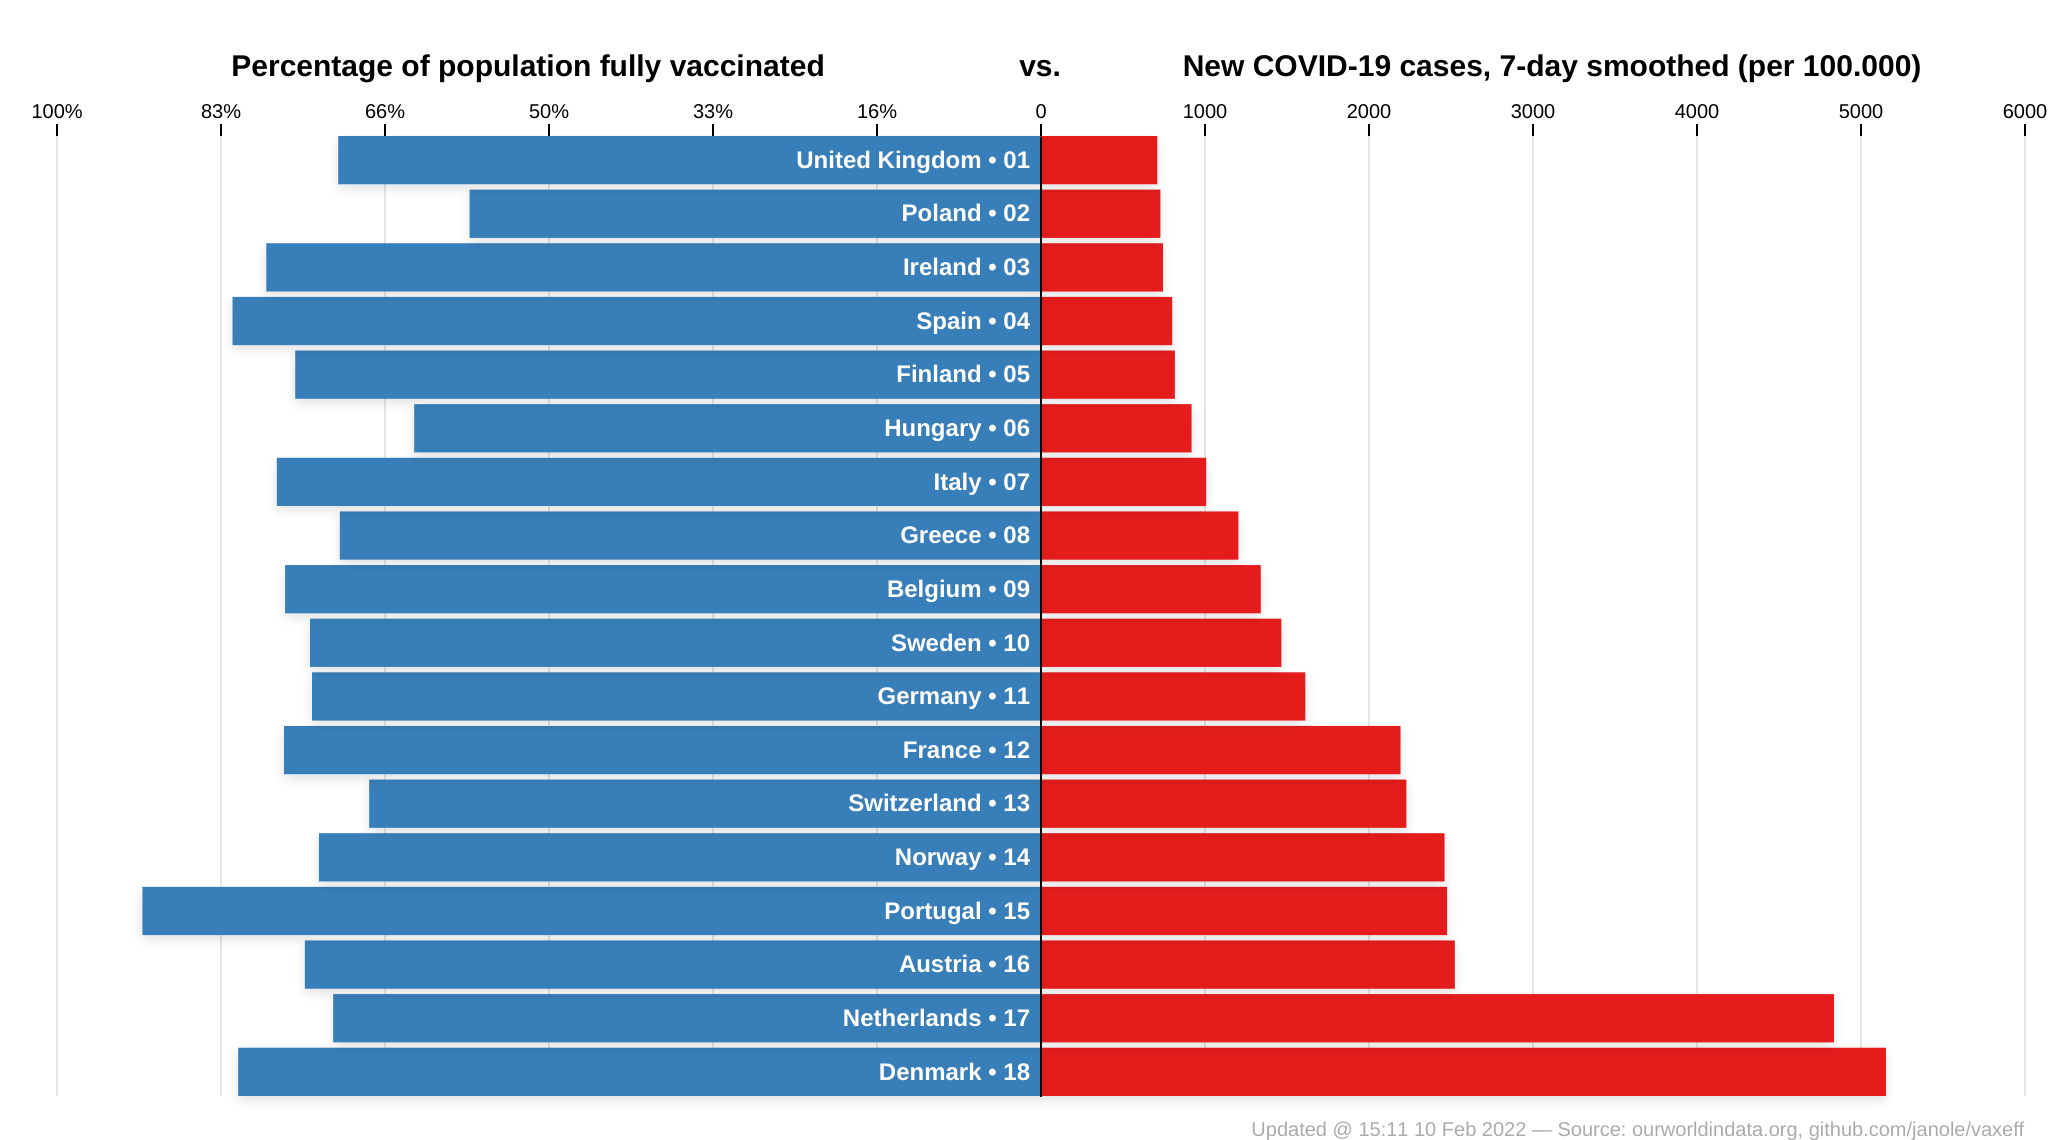 Percentage of population fully vaccinated vs. New COVID-19 cases, 7-day smoothed (per 100.000)
100% 83% 66% 50% 33% 16% 0 1000 2000 3000 4000 5000 6000
United Kingdom • 01
Poland • 02
Ireland • 03
Spain • 04
Finland • 05
Hungary • 06
Italy • 07
Greece • 08
Belgium • 09
Sweden • 10
Germany • 11
France • 12
Switzerland • 13
Norway • 14
Portugal • 15
Austria • 16
Netherlands • 17
Denmark • 18
Updated @ 15:11 10 Feb 2022 — Source: ourworldindata.org, github.com/janole/vaxeff